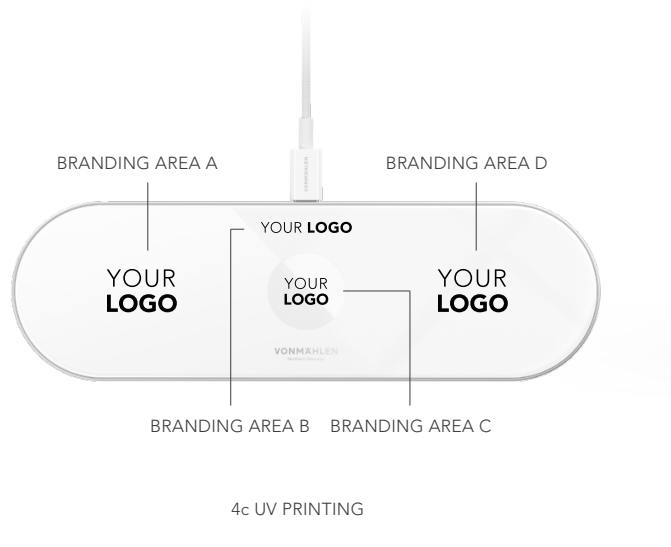 VONMÄHLEN
BRANDING AREA A
BRANDING AREA D
YOUR LOGO
YOUR
LOGO
YOUR
LOGO
YOUR
LOGO
VONMÄHLEN
BRANDING AREA B
BRANDING AREA C
4c UV PRINTING